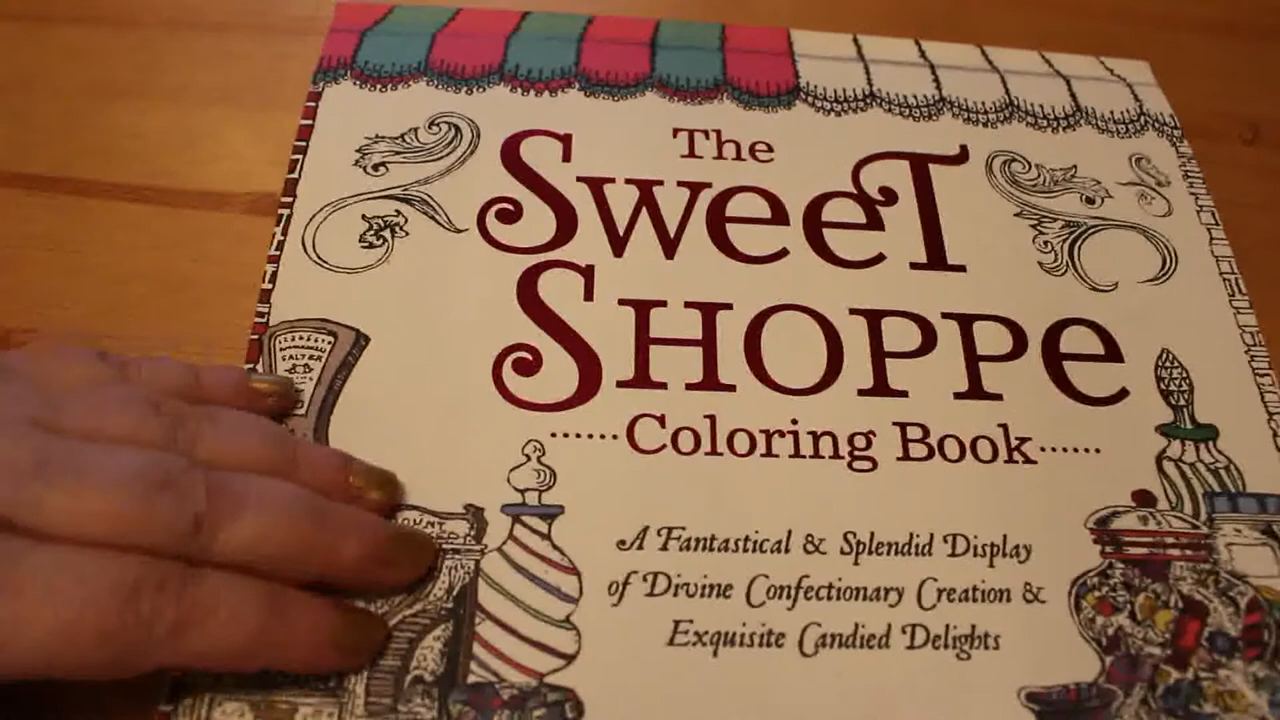 The
Sweet
Shoppe
Coloring Book
A Fantastical & Splendid Display
of Divine Confectionary Creation &
Exquisite Candied Delights
SALTER